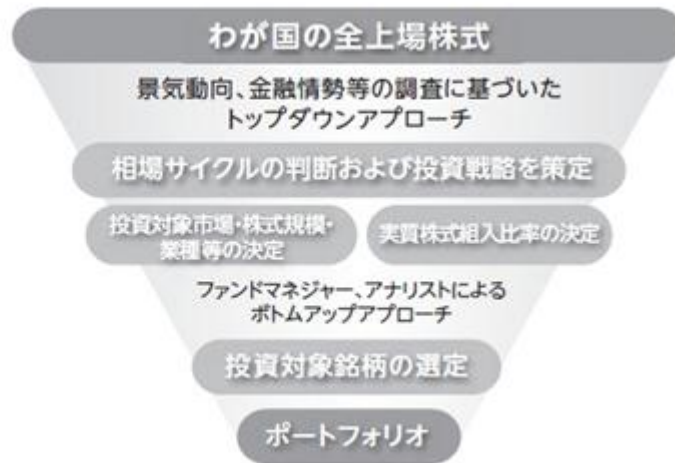 わが国の全上場株式
景気動向、金融情勢等の調査に基づいた
トップダウンアプローチ
相場サイクルの判断および投資戦略を策定
投資対象市場・株式規模・
業種等の決定
実質株式組入比率の決定
ファンドマネジャー、アナリストによる
ボトムアップアプローチ
投資対象銘柄の選定
ポートフォリオ